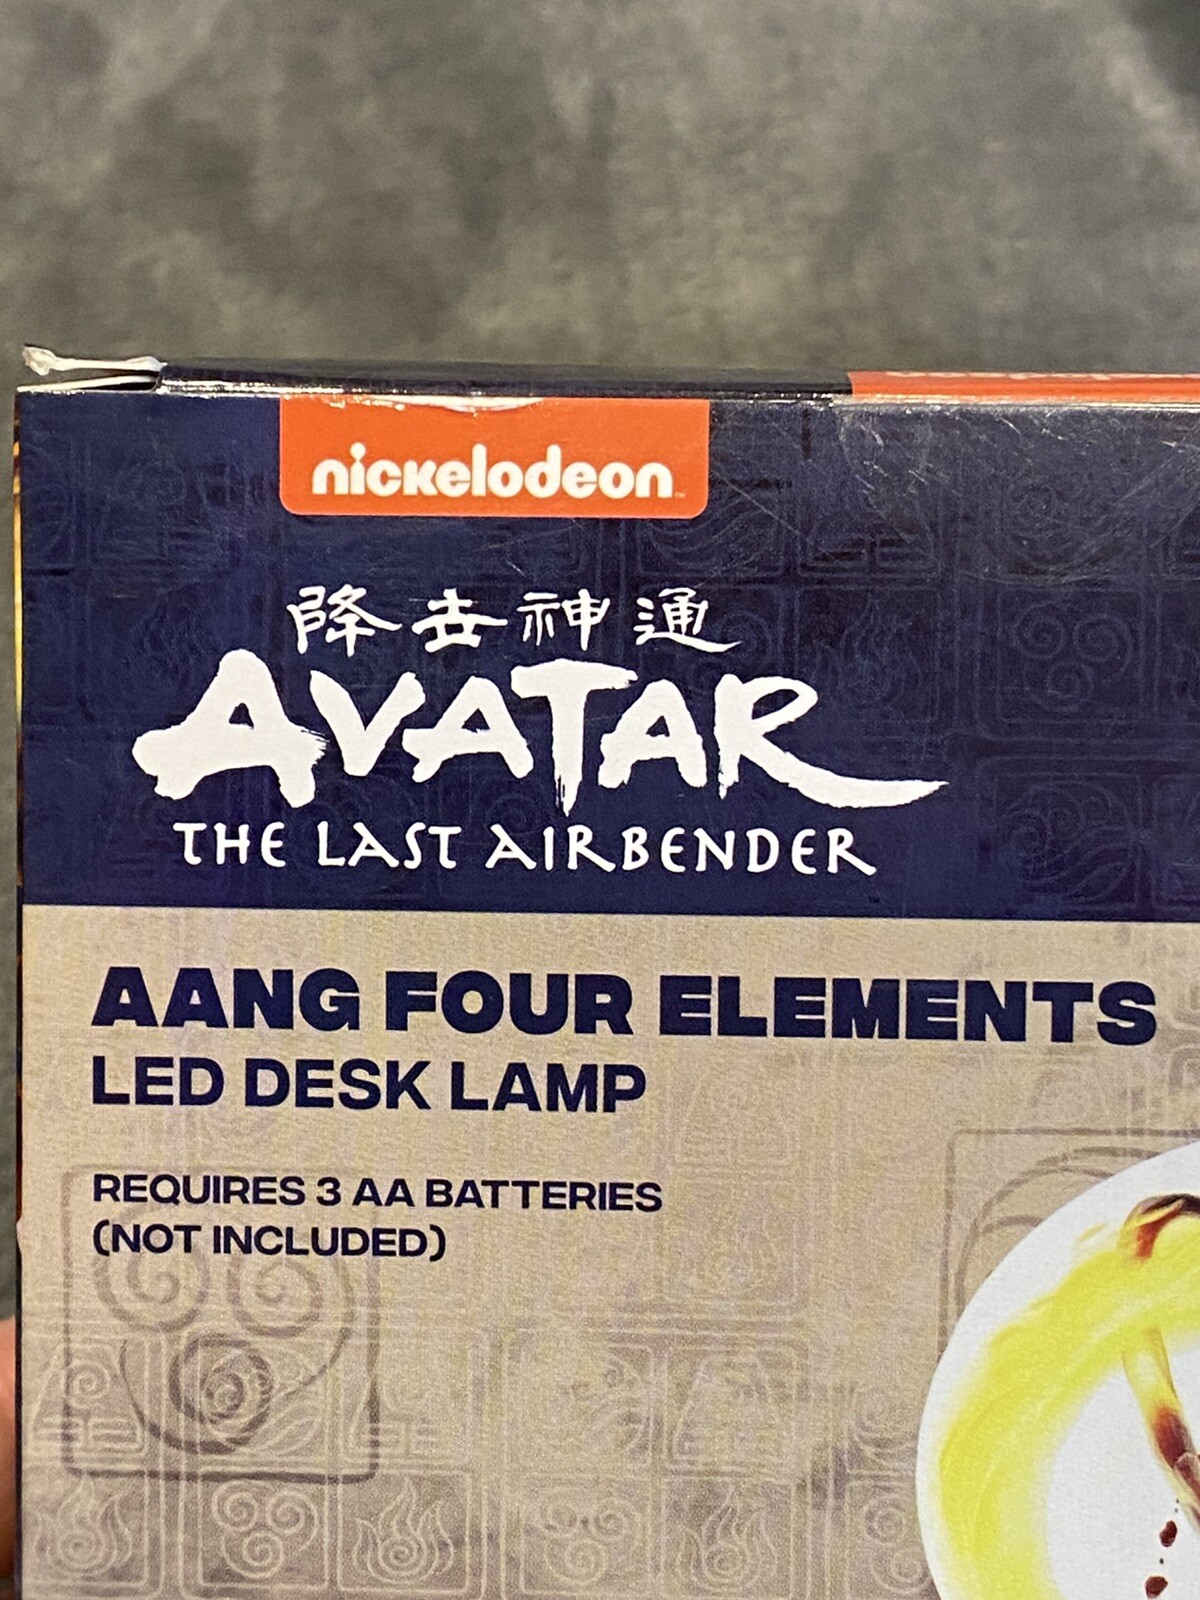 nickelodeon
降世神通
AVATAR
THE LAST AIRBENDER
AANG FOUR ELEMENTS
LED DESK LAMP
REQUIRES 3 AA BATTERIES
(NOT INCLUDED)